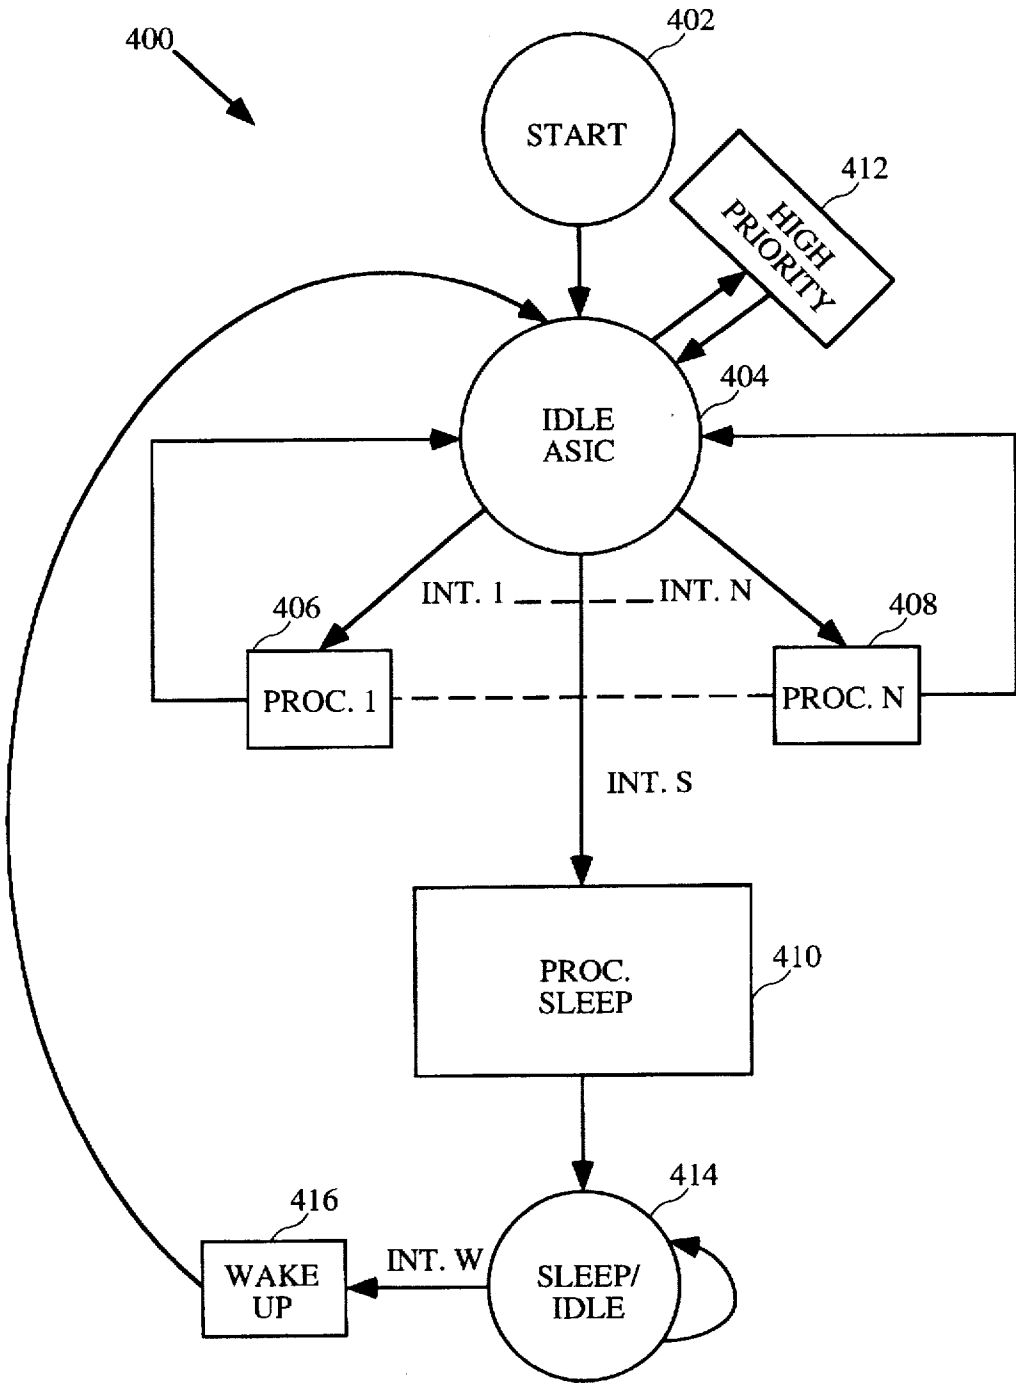 400
402
START
412
HIGH
PRIORITY
404
IDLE
ASIC
INT. 1
INT. N
406
408
PROC. 1
PROC. N
INT. S
PROC.
SLEEP
410
414
416
INT. W
WAKE
UP
SLEEP/
IDLE